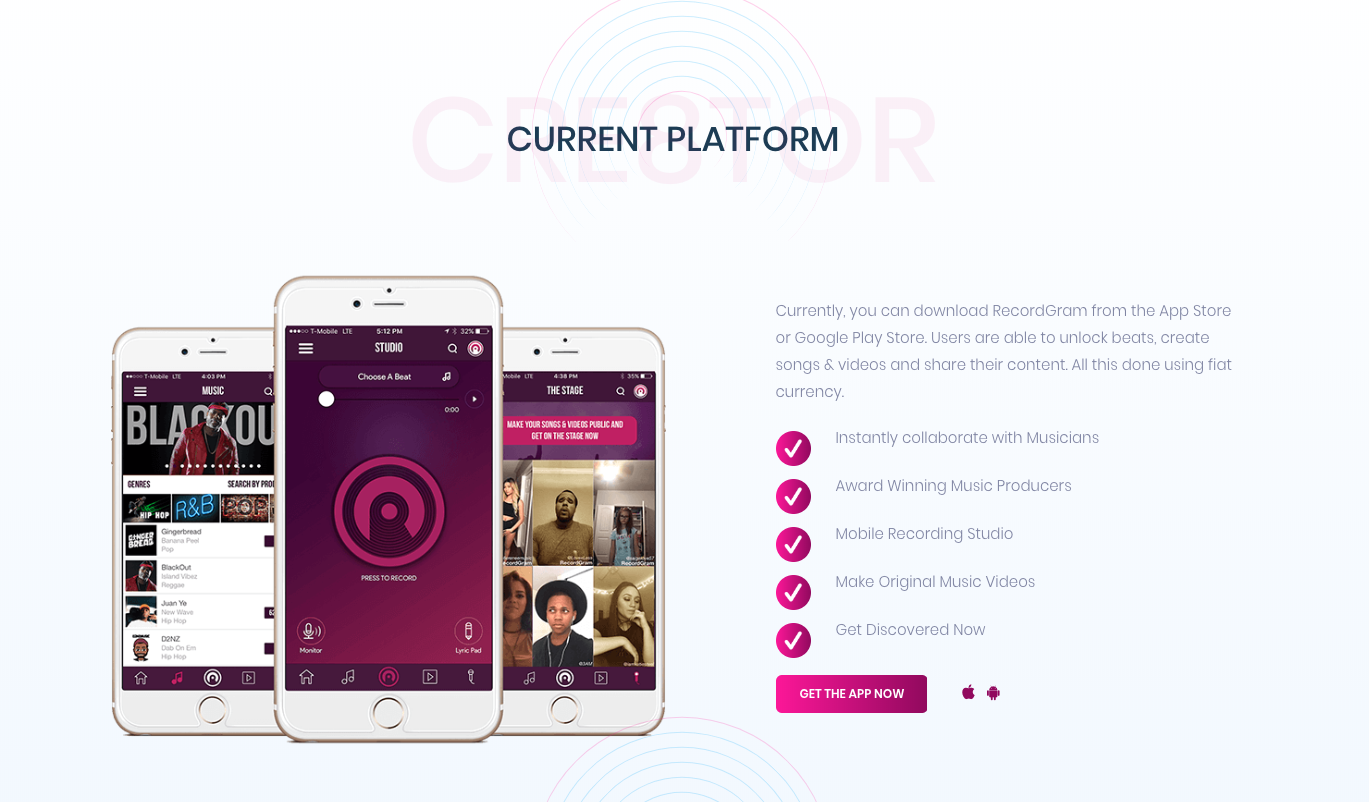 CRE8TOR
CURRENT PLATFORM
T-Mobile LTE 4:03 PM
MUSIC
BLACKOU
GENRES SEARCH BY PRO
HIP HOP R&B POP
GINGER BREAD
Gingerbread
Banana Peel
Pop
BlackOut
Island Vibez
Reggae
Juan Ye
New Wave
Hip Hop
D2NZ
Dab On Em
Hip Hop
T-Mobile LTE 5:12 PM 32%
STUDIO
Choose A Beat
0:00
PRESS TO RECORD
Monitor
Lyric Pad
Mobile LTE 4:38 PM 35%
THE STAGE
MAKE YOUR SONGS & VIDEOS PUBLIC AND
GET ON THE STAGE NOW
RecordGram RecordGram
Currently, you can download RecordGram from the App Store
or Google Play Store. Users are able to unlock beats, create
songs & videos and share their content. All this done using fiat
currency.
Instantly collaborate with Musicians
Award Winning Music Producers
Mobile Recording Studio
Make Original Music Videos
Get Discovered Now
GET THE APP NOW